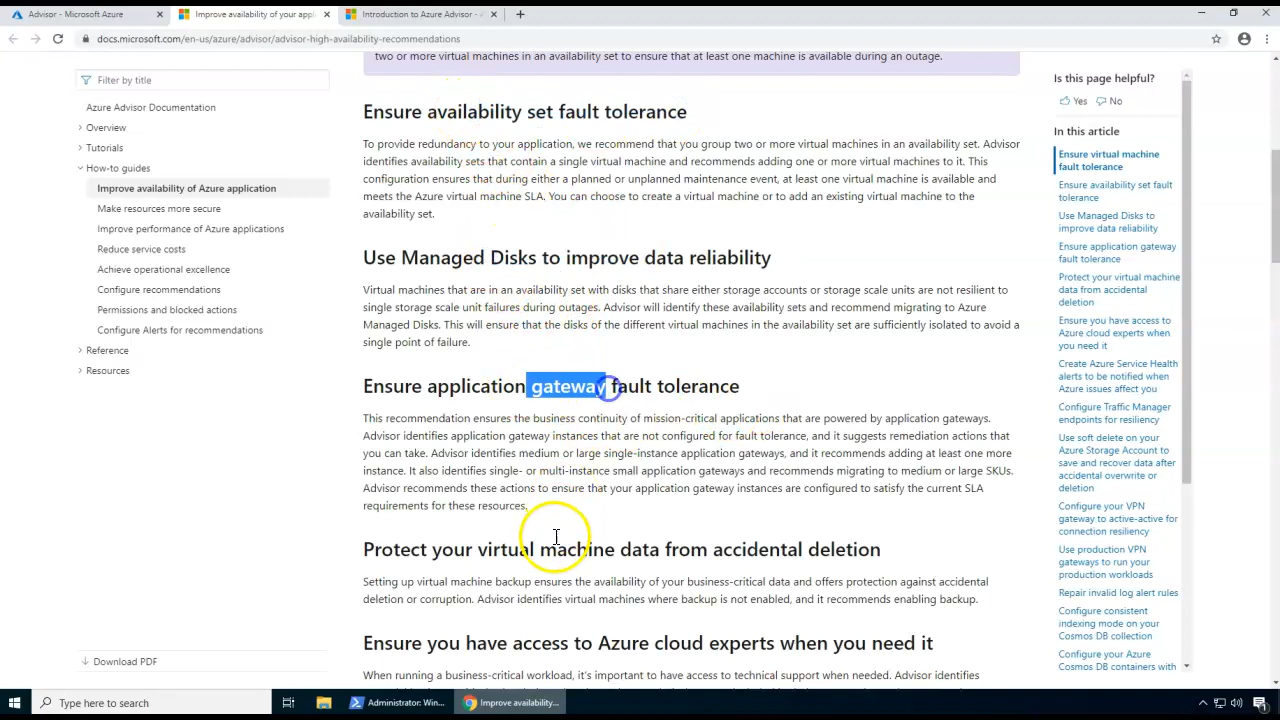 Advisor - Microsoft Azure
Improve availability of your appl
Introduction to Azure Advisor -
docs.microsoft.com/en-us/azure/advisor/advisor-high-availability-recommendations
Filter by title
Azure Advisor Documentation
Overview
Tutorials
How-to guides
Improve availability of Azure application
Make resources more secure
Improve performance of Azure applications
Reduce service costs
Achieve operational excellence
Configure recommendations
Permissions and blocked actions
Configure Alerts for recommendations
Reference
Resources
Download PDF
two or more virtual machines in an availability set to ensure that at least one machine is available during an outage.
Ensure availability set fault tolerance
To provide redundancy to your application, we recommend that you group two or more virtual machines in an availability set. Advisor
identifies availability sets that contain a single virtual machine and recommends adding one or more virtual machines to it. This
configuration ensures that during either a planned or unplanned maintenance event, at least one virtual machine is available and
meets the Azure virtual machine SLA. You can choose to create a virtual machine or to add an existing virtual machine to the
availability set.
Use Managed Disks to improve data reliability
Virtual machines that are in an availability set with disks that share either storage accounts or storage scale units are not resilient to
single storage scale unit failures during outages. Advisor will identify these availability sets and recommend migrating to Azure
Managed Disks. This will ensure that the disks of the different virtual machines in the availability set are sufficiently isolated to avoid a
single point of failure.
Ensure application gateway fault tolerance
This recommendation ensures the business continuity of mission-critical applications that are powered by application gateways.
Advisor identifies application gateway instances that are not configured for fault tolerance, and it suggests remediation actions that
you can take. Advisor identifies medium or large single-instance application gateways, and it recommends adding at least one more
instance. It also identifies single- or multi-instance small application gateways and recommends migrating to medium or large SKUs.
Advisor recommends these actions to ensure that your application gateway instances are configured to satisfy the current SLA
requirements for these resources.
Protect your virtual machine data from accidental deletion
Setting up virtual machine backup ensures the availability of your business-critical data and offers protection against accidental
deletion or corruption. Advisor identifies virtual machines where backup is not enabled, and it recommends enabling backup.
Ensure you have access to Azure cloud experts when you need it
When running a business-critical workload, it's important to have access to technical support when needed. Advisor identifies
Is this page helpful?
Yes No
In this article
Ensure virtual machine
fault tolerance
Ensure availability set fault
tolerance
Use Managed Disks to
improve data reliability
Ensure application gateway
fault tolerance
Protect your virtual machine
data from accidental
deletion
Ensure you have access to
Azure cloud experts when
you need it
Create Azure Service Health
alerts to be notified when
Azure issues affect you
Configure Traffic Manager
endpoints for resiliency
Use soft delete on your
Azure Storage Account to
save and recover data after
accidental overwrite or
deletion
Configure your VPN
gateway to active-active for
connection resiliency
Use production VPN
gateways to run your
production workloads
Repair invalid log alert rules
Configure consistent
indexing mode on your
Cosmos DB collection
Configure your Azure
Cosmos DB containers with
Type here to search
Administrator: Win...
Improve availability...